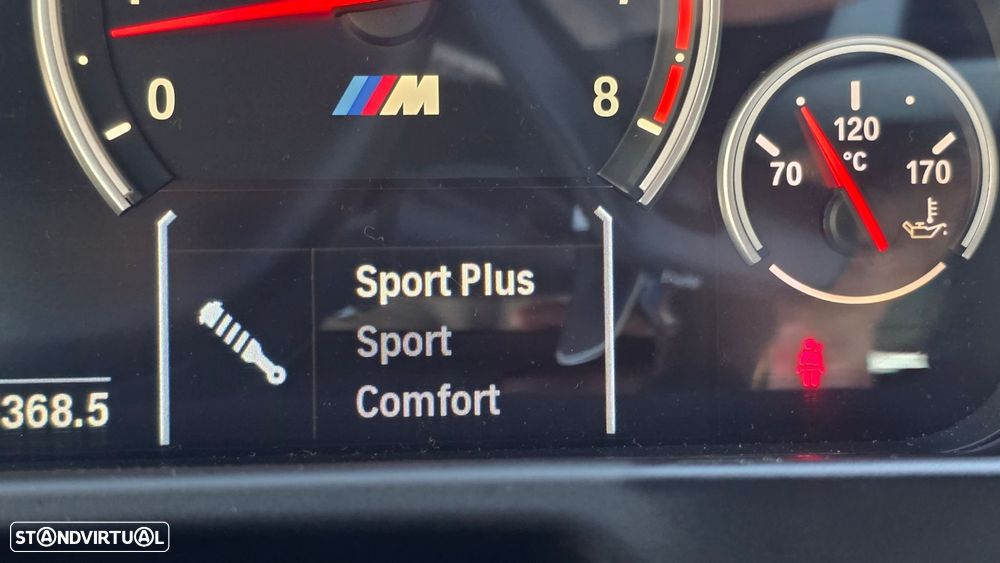 0
M
8
70
120
°C
170
Sport Plus
Sport
Comfort
368.5
STANDVIRTUAL